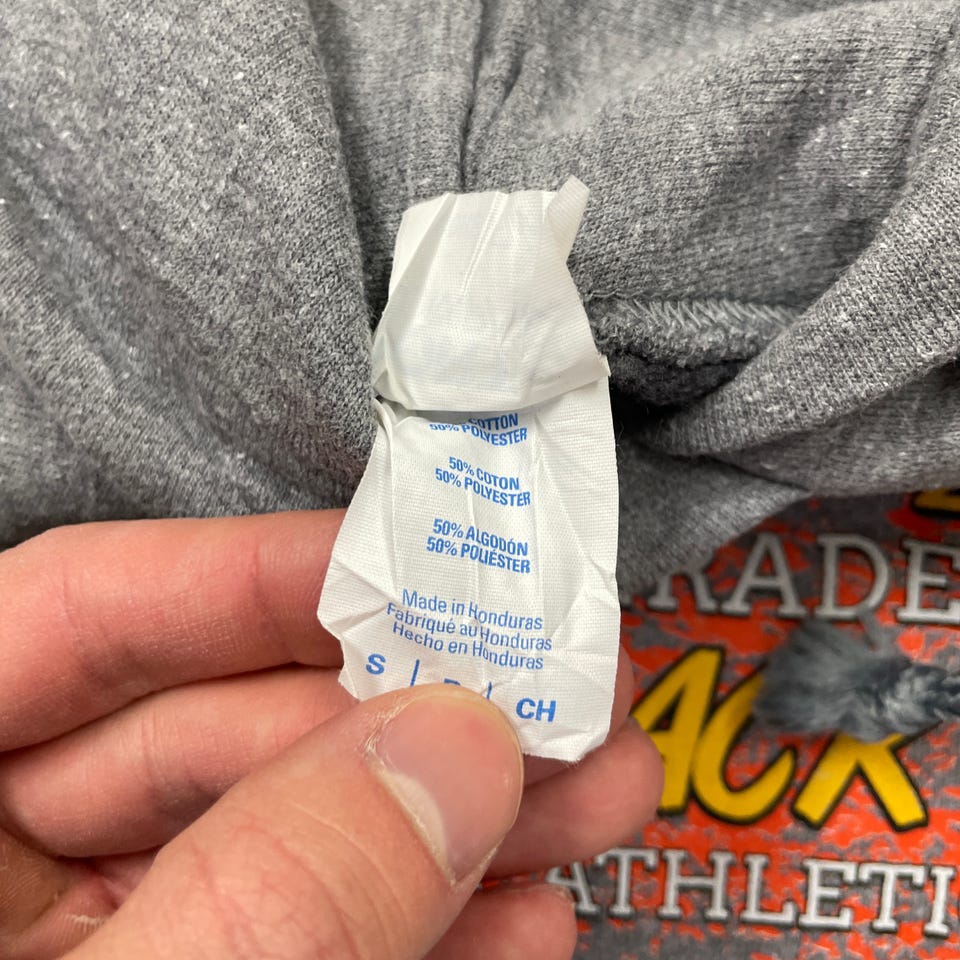 COTTON
50% POLYESTER
50% COTON
50% POLYESTER
50% ALGODÓN
50% POLIÉSTER
Made in Honduras
Fabriqué au Honduras
Hecho en Honduras
S | P | CH
RADE
ACK
ATHLETI